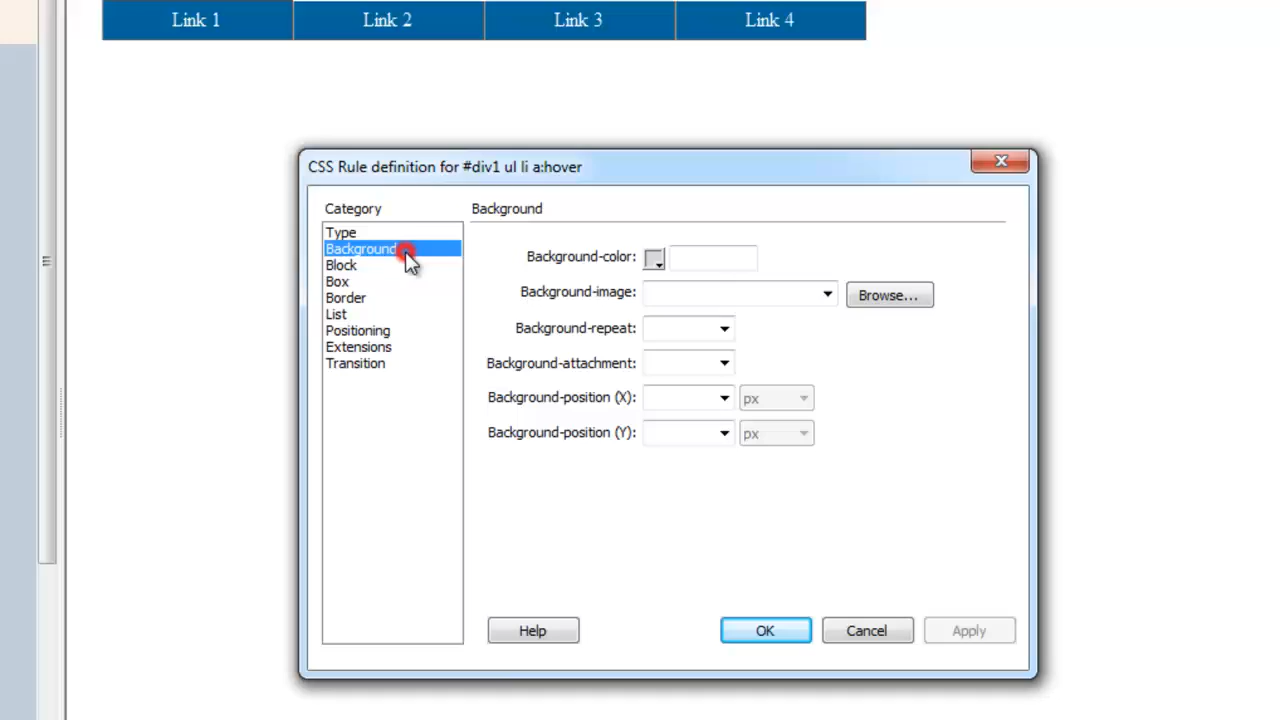 Link 1 Link 2 Link 3 Link 4
CSS Rule definition for #div1 ul li a:hover
Category
Background
Type
Background
Block
Box
Border
List
Positioning
Extensions
Transition
Background-color:
Background-image: Browse...
Background-repeat:
Background-attachment:
Background-position (X): px
Background-position (Y): px
Help OK Cancel Apply